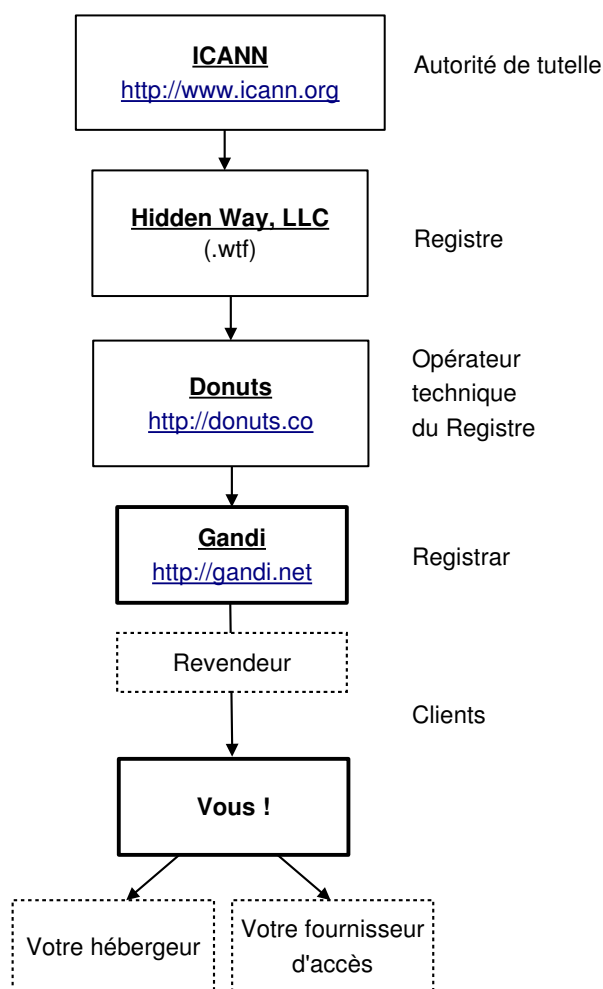 ICANN
http://www.icann.org
Autorité de tutelle
Hidden Way, LLC
(.wtf)
Registre
Donuts
http://donuts.co
Opérateur
technique
du Registre
Gandi
http://gandi.net
Registrar
Revendeur
Clients
Vous !
Votre hébergeur
Votre fournisseur
d'accès